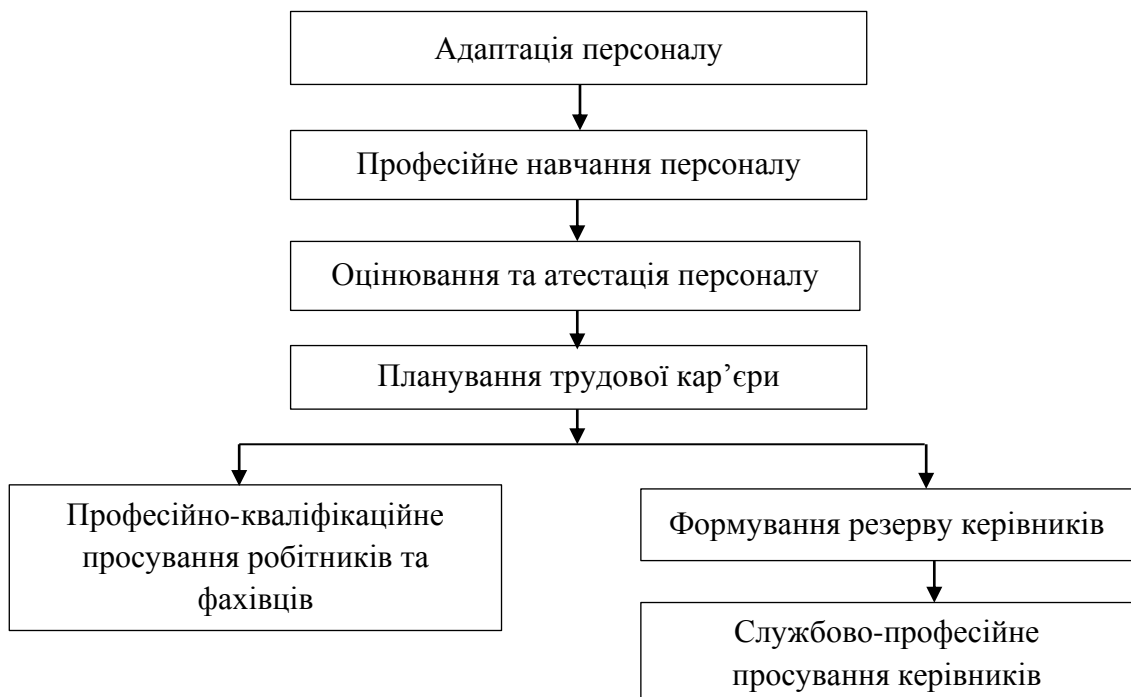 Адаптація персоналу
Професійне навчання персоналу
Оцінювання та атестація персоналу
Планування трудової кар’єри
Професійно-кваліфікаційне
просування робітників та
фахівців
Формування резерву керівників
Службово-професійне
просування керівників